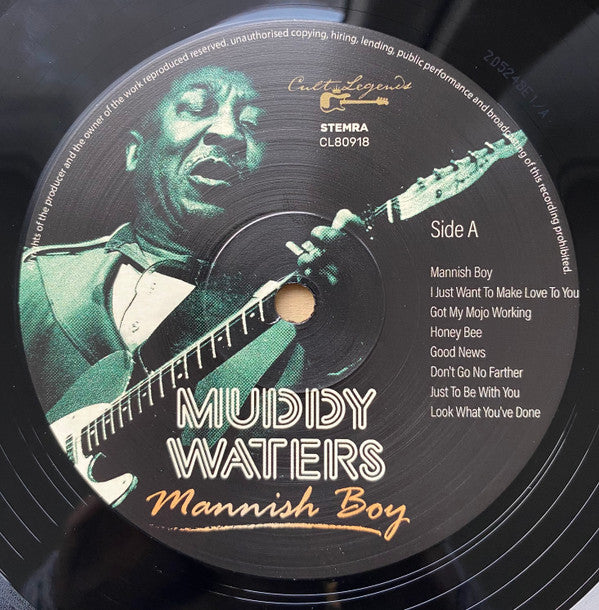 ghts of the producer and the owner of the work reproduced reserved. unauthorised copying, hiring, lending, public performance and broadcasting of this recording prohibited.
Cult Legends
STEMRA
CL80918
Side A
Mannish Boy
I Just Want To Make Love To You
Got My Mojo Working
Honey Bee
Good News
Don't Go No Farther
Just To Be With You
Look What You've Done
MUDDY
WATERS
Mannish Boy